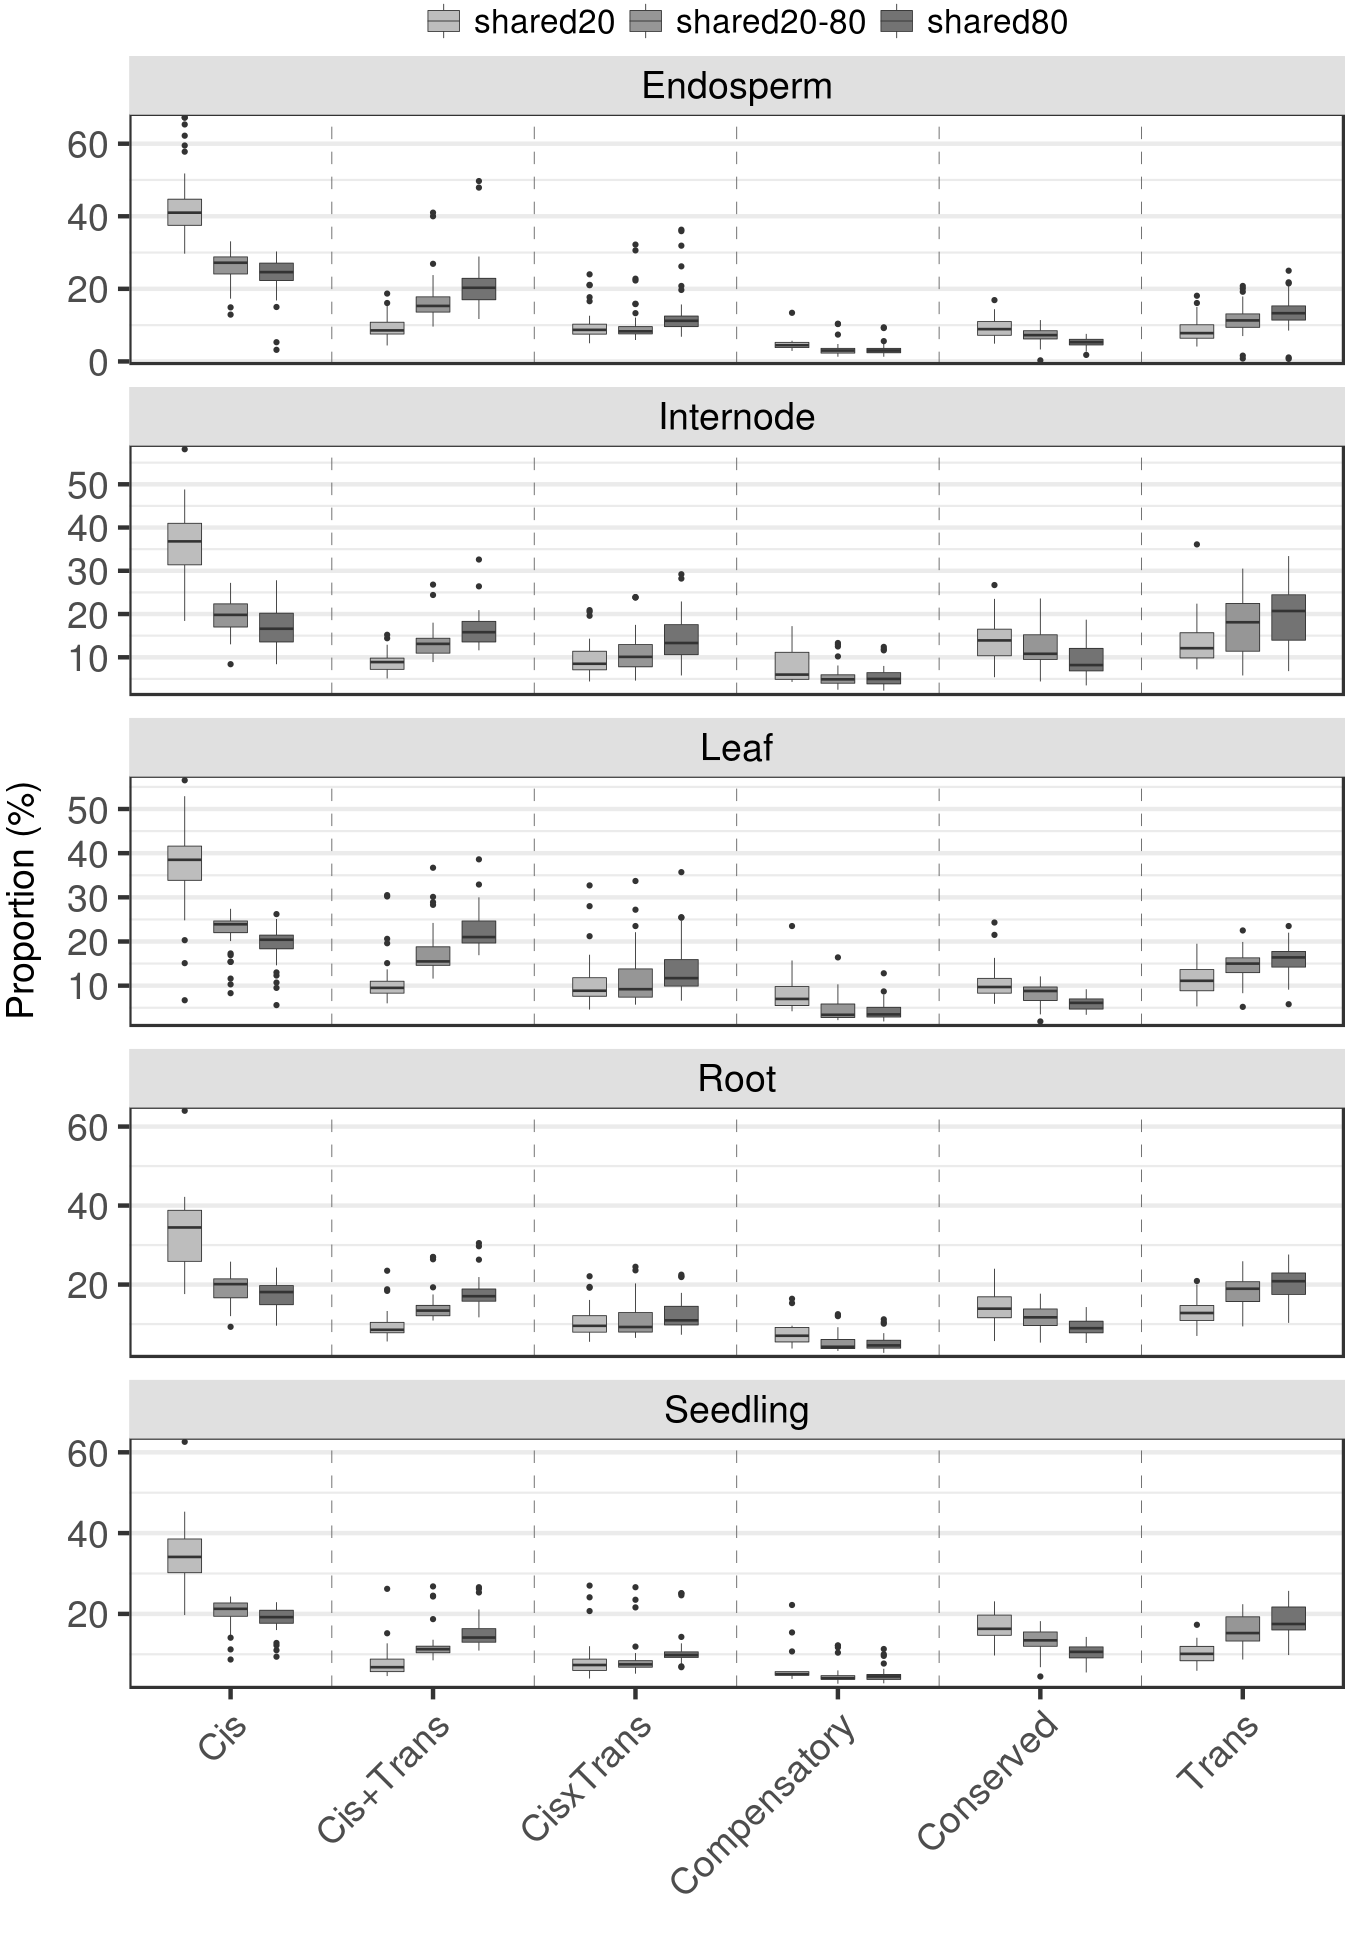 shared20 shared20-80 shared80
Endosperm
60
40
20
0
Internode
50
40
30
20
10
Leaf
50
40
30
20
10
Proportion (%)
Root
60
40
20
Seedling
60
40
20
Cis
Cis+Trans
CisxTrans
Compensatory
Conserved
Trans